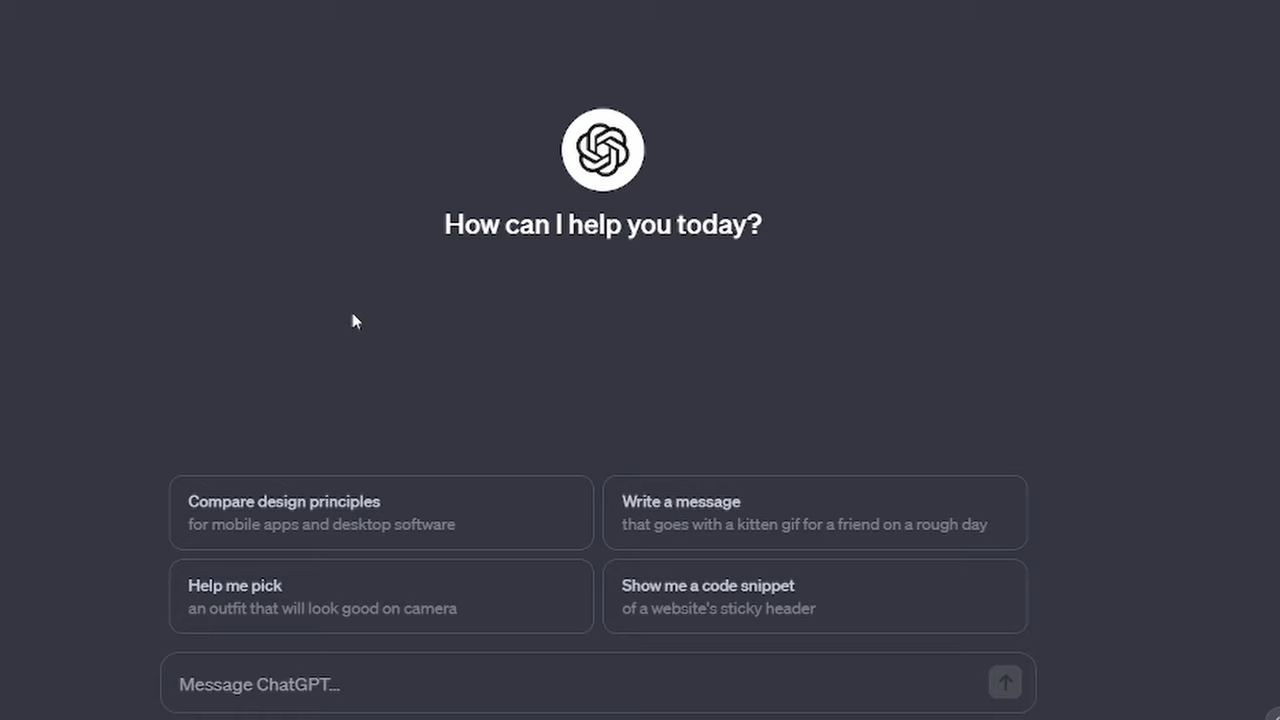 How can I help you today?
Compare design principles
for mobile apps and desktop software
Write a message
that goes with a kitten gif for a friend on a rough day
Help me pick
an outfit that will look good on camera
Show me a code snippet
of a website's sticky header
Message ChatGPT...